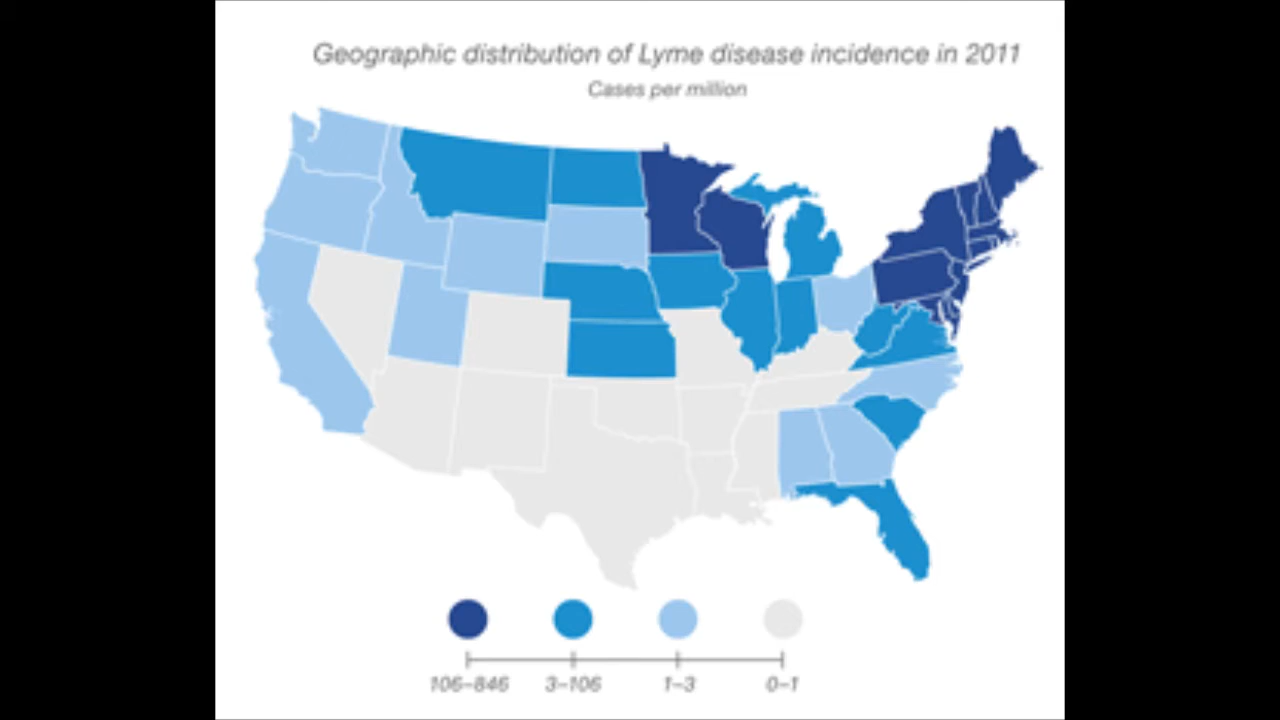 Geographic distribution of Lyme disease incidence in 2011
Cases per million
106–846 3–106 1–3 0–1